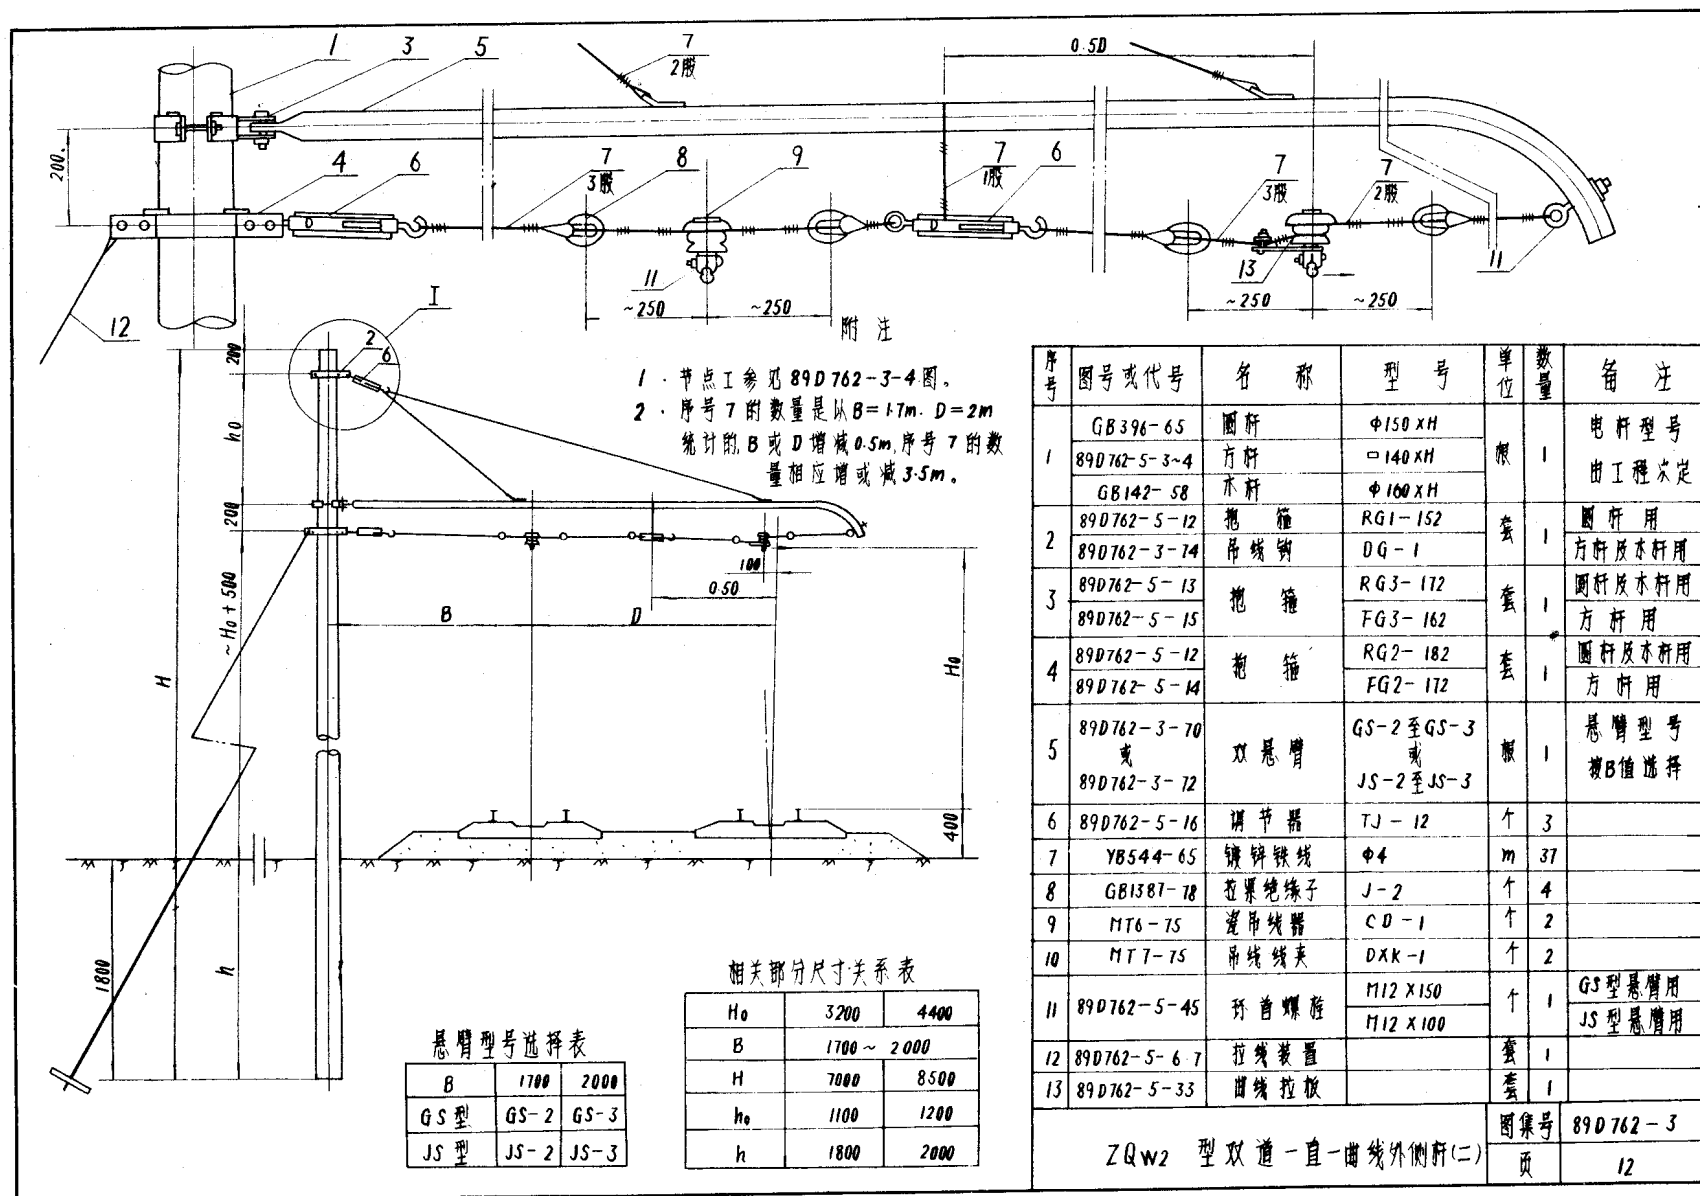 1 3 5 7 0.5D
2股
200
4 6 7 8 9 7 6 7 7
3股 1股 3股 2股
D D
11 13 11
~250 ~250 ~250 ~250
12 I
附 注
1. 节点I参见89D762-3-4图。
2. 序号7的数量是以B=1.7m. D=2m
统计的,B或D增减0.5m,序号7的数
量相应增或减3.5m。
200 2 6
h0
200
~H0+500
100
0.5D
B D
H H0
400
1800 h
悬臂型号选择表
B 1700 2000
GS型 GS-2 GS-3
JS型 JS-2 JS-3
相关部分尺寸关系表
H0 3200 4400
B 1700~2000
H 7000 8500
h0 1100 1200
h 1800 2000
序号 图号或代号 名称 型号 单位 数量 备注
1 GB396-65 圆杆 Φ150×H 根 1 电杆型号由工程决定
89D762-5-3~4 方杆 □140×H
GB142-58 木杆 Φ160×H
2 89D762-5-12 抱箍 RG1-152 套 1 圆杆用
89D762-3-74 吊线钩 DG-1 方杆及木杆用
3 89D762-5-13 抱箍 RG3-172 套 1 圆杆及木杆用
89D762-5-15 FG3-162 方杆用
4 89D762-5-12 抱箍 RG2-182 套 1 圆杆及木杆用
89D762-5-14 FG2-172 方杆用
5 89D762-3-70 或 89D762-3-72 双悬臂 GS-2至GS-3 或 JS-2至JS-3 根 1 悬臂型号按B值选择
6 89D762-5-16 调节器 TJ-12 个 3
7 YB544-65 镀锌铁线 Φ4 m 37
8 GB1387-78 拉紧绝缘子 J-2 个 4
9 MT6-75 瓷吊线器 CD-1 个 2
10 MT7-75 吊线线夹 DXK-1 个 2
11 89D762-5-45 环首螺栓 M12×150 个 1 GS型悬臂用
M12×100 JS型悬臂用
12 89D762-5-6.7 拉线装置 套 1
13 89D762-5-33 曲线拉板 套 1
ZQW2 型双道一直一曲线外侧杆(二)
图集号 89D762-3
页 12